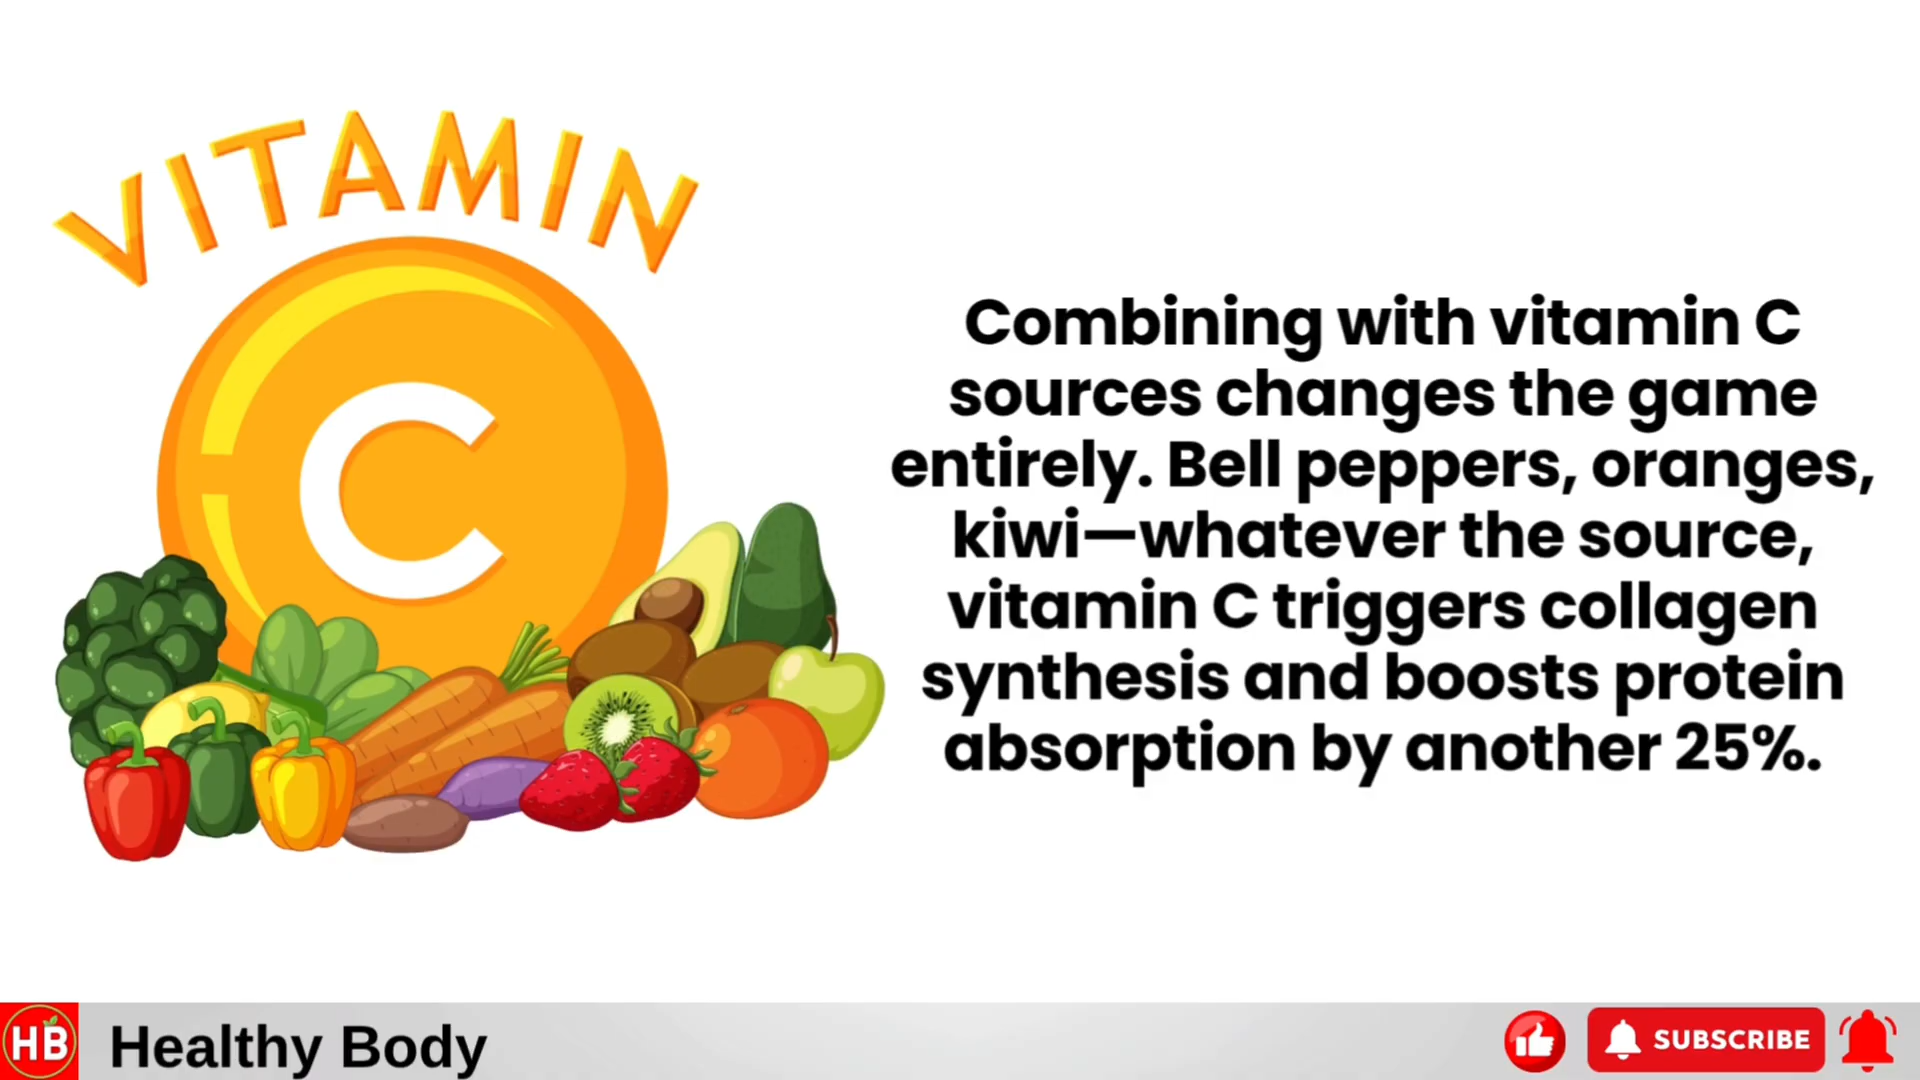 VITAMIN
C
Combining with vitamin C
sources changes the game
entirely. Bell peppers, oranges,
kiwi—whatever the source,
vitamin C triggers collagen
synthesis and boosts protein
absorption by another 25%.
HB
Healthy Body
SUBSCRIBE